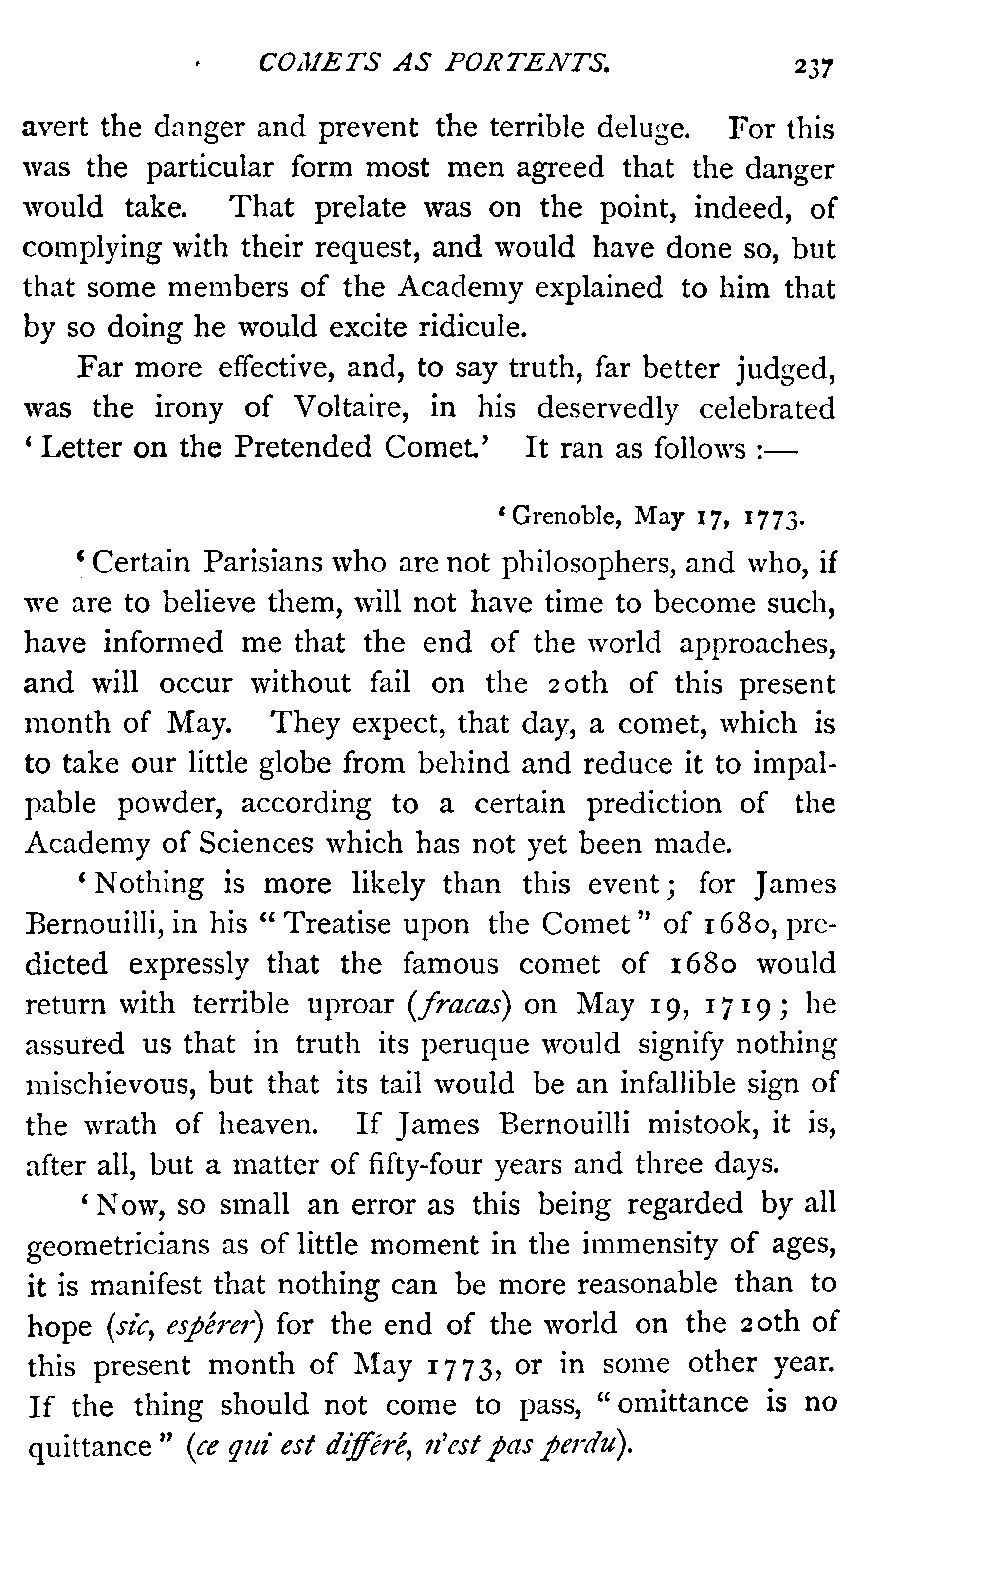 COMETS AS PORTENTS. 237
avert the danger and prevent the terrible deluge. For this
was the particular form most men agreed that the danger
would take. That prelate was on the point, indeed, of
complying with their request, and would have done so, but
that some members of the Academy explained to him that
by so doing he would excite ridicule.
Far more effective, and, to say truth, far better judged,
was the irony of Voltaire, in his deservedly celebrated
‘Letter on the Pretended Comet.’ It ran as follows :—
‘Grenoble, May 17, 1773.
‘Certain Parisians who are not philosophers, and who, if
we are to believe them, will not have time to become such,
have informed me that the end of the world approaches,
and will occur without fail on the 20th of this present
month of May. They expect, that day, a comet, which is
to take our little globe from behind and reduce it to impal-
pable powder, according to a certain prediction of the
Academy of Sciences which has not yet been made.
‘Nothing is more likely than this event; for James
Bernouilli, in his “Treatise upon the Comet” of 1680, pre-
dicted expressly that the famous comet of 1680 would
return with terrible uproar (fracas) on May 19, 1719; he
assured us that in truth its peruque would signify nothing
mischievous, but that its tail would be an infallible sign of
the wrath of heaven. If James Bernouilli mistook, it is,
after all, but a matter of fifty-four years and three days.
‘Now, so small an error as this being regarded by all
geometricians as of little moment in the immensity of ages,
it is manifest that nothing can be more reasonable than to
hope (sic, espérer) for the end of the world on the 20th of
this present month of May 1773, or in some other year.
If the thing should not come to pass, “omittance is no
quittance” (ce qui est différé, n'est pas perdu).